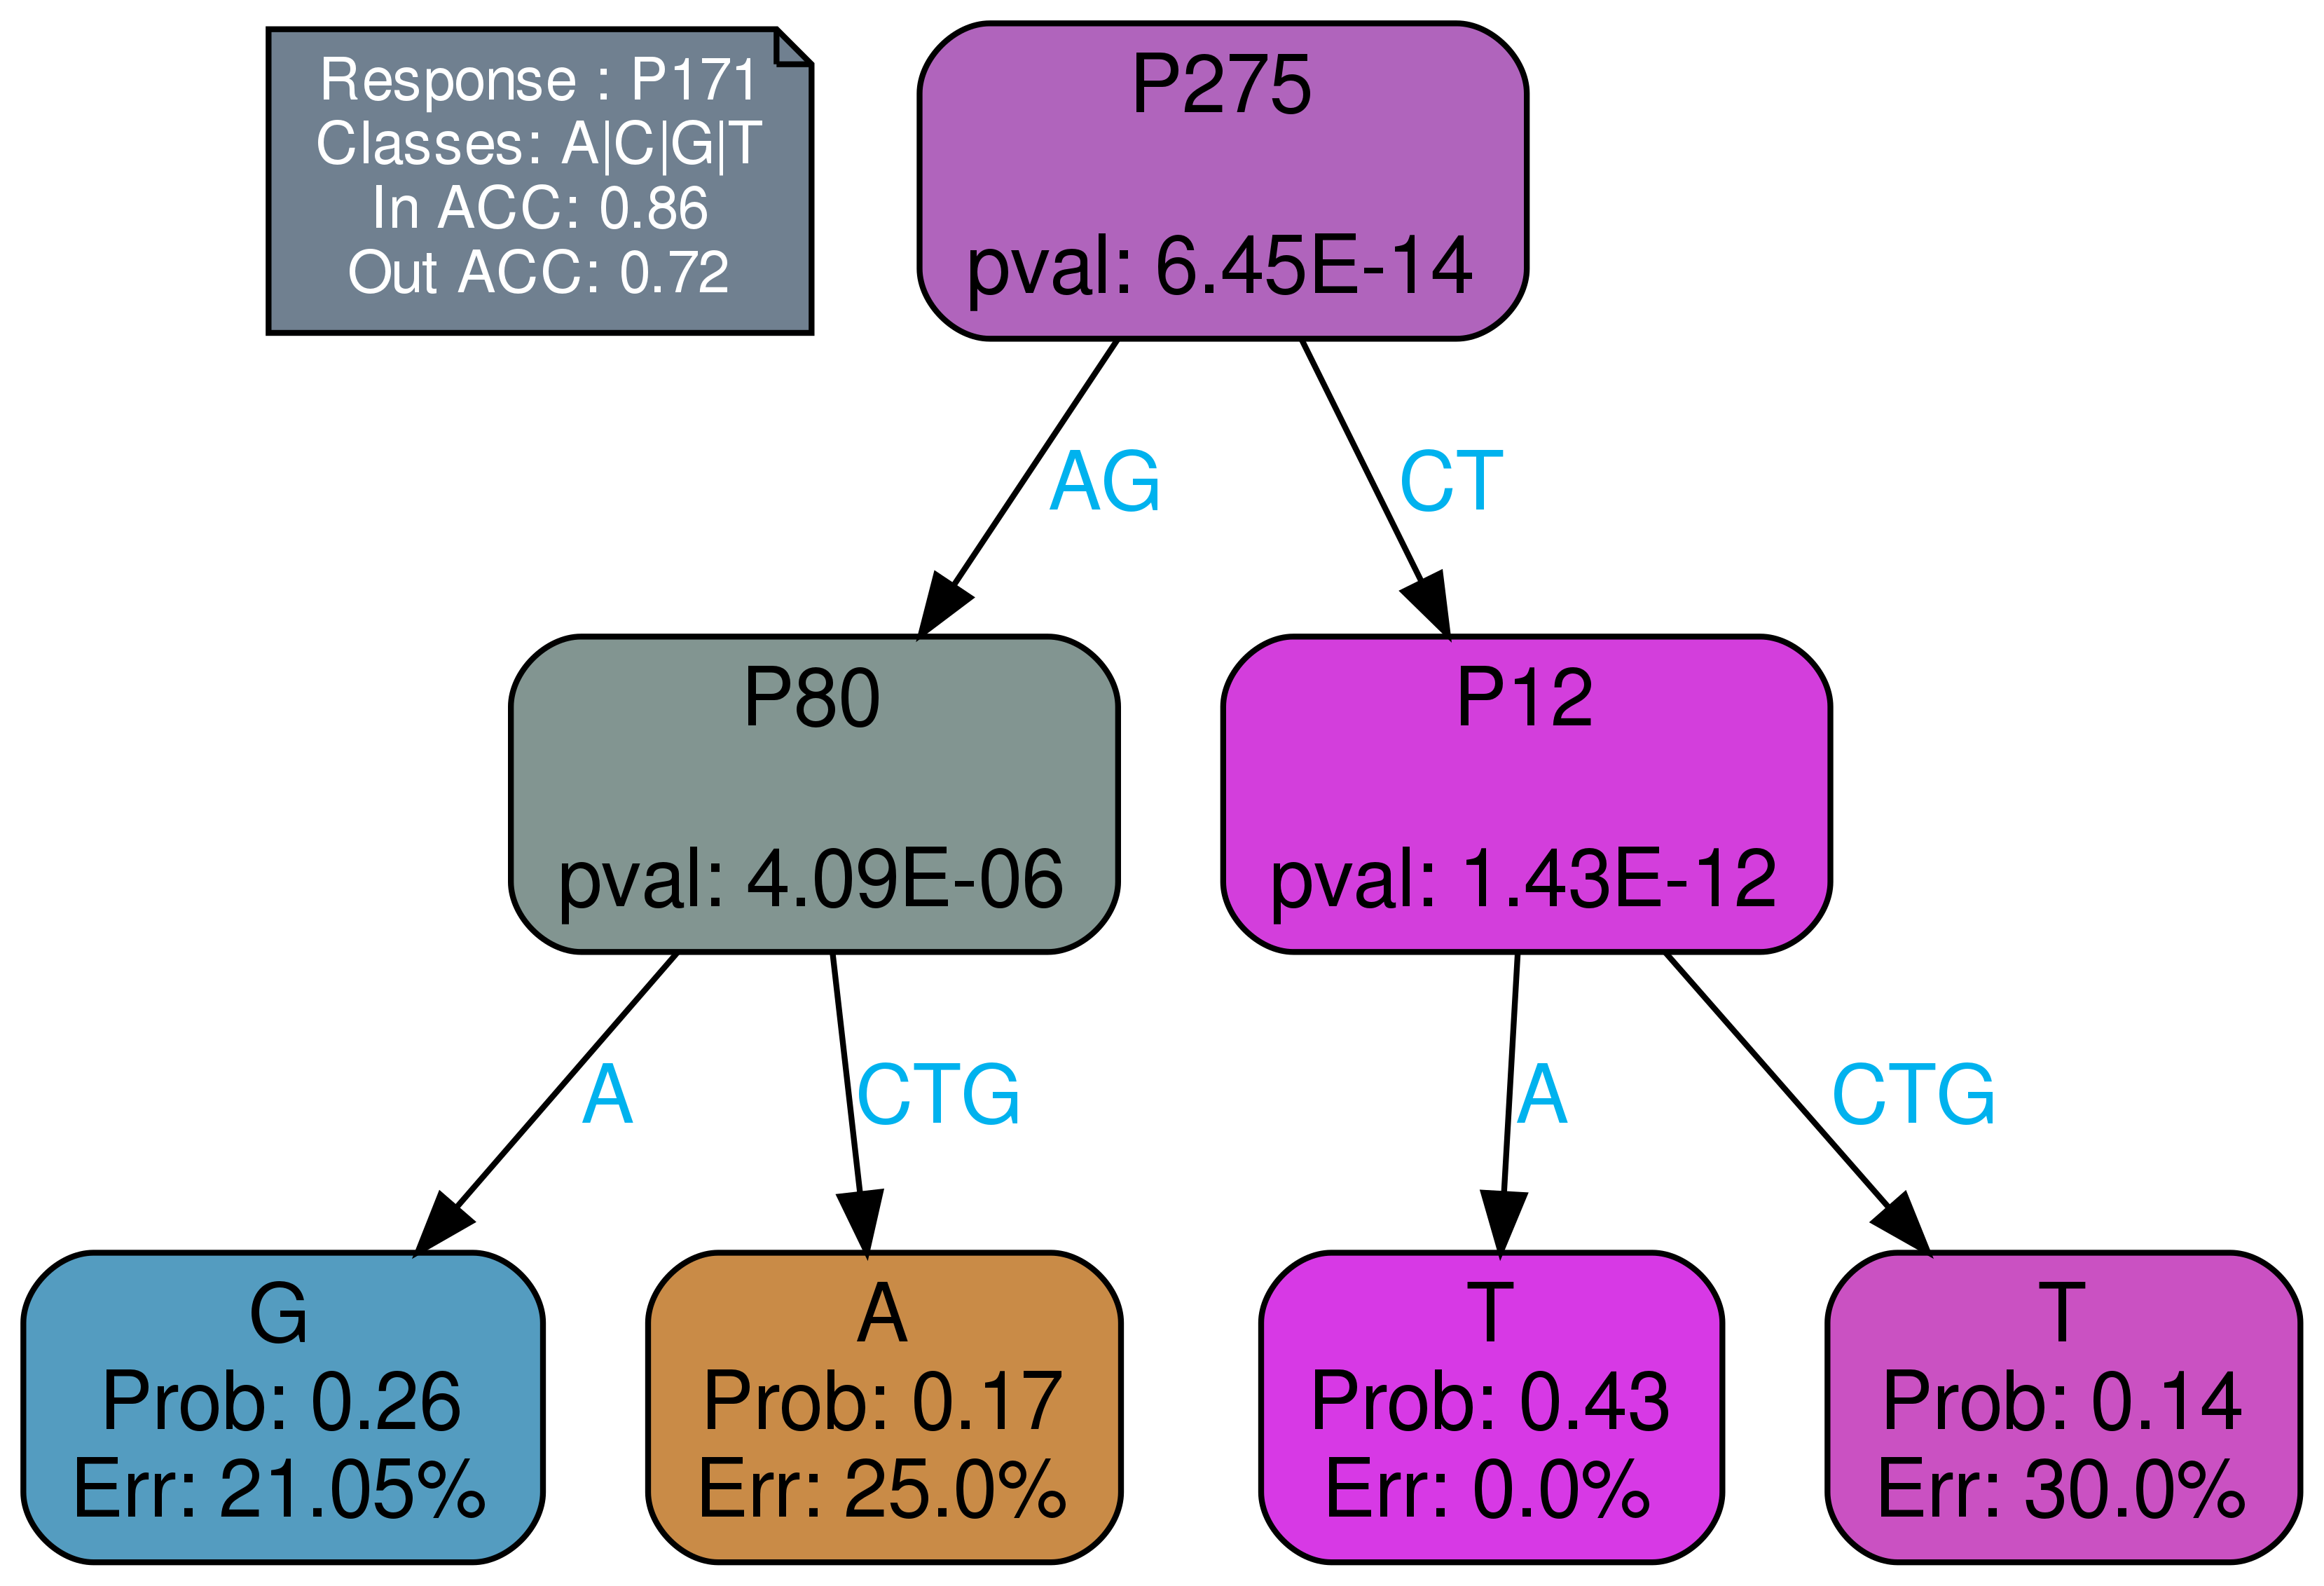 Response : P171
Classes: A|C|G|T
In ACC: 0.86
Out ACC: 0.72
P275
pval: 6.45E-14
AG
CT
P80
pval: 4.09E-06
P12
pval: 1.43E-12
A
CTG
A
CTG
G
Prob: 0.26
Err: 21.05%
A
Prob: 0.17
Err: 25.0%
T
Prob: 0.43
Err: 0.0%
T
Prob: 0.14
Err: 30.0%